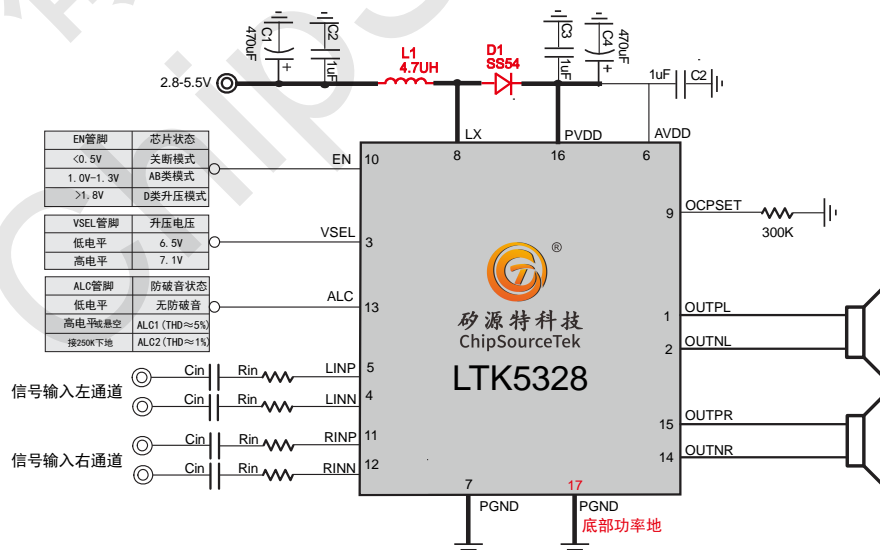 C1
470uF
C2
1uF
C3
1uF
C4
470uF
L1
4.7UH
D1
SS54
2.8-5.5V
1uF
C2
LX
PVDD
AVDD
8
16
6
EN管脚 芯片状态
<0.5V 关断模式
1.0V-1.3V AB类模式
>1.8V D类升压模式
EN
10
VSEL管脚 升压电压
低电平 6.5V
高电平 7.1V
VSEL
3
ALC管脚 防破音状态
低电平 无防破音
高电平或悬空 ALC1(THD≈5%)
接250K下地 ALC2(THD≈1%)
ALC
13
9
OCPSET
300K
®
矽源特科技
ChipSourceTek
LTK5328
1
OUTPL
2
OUTNL
15
OUTPR
14
OUTNR
信号输入左通道
Cin
Rin
LINP
5
Cin
Rin
LINN
4
信号输入右通道
Cin
Rin
RINP
11
Cin
Rin
RINN
12
7
PGND
17
PGND
底部功率地